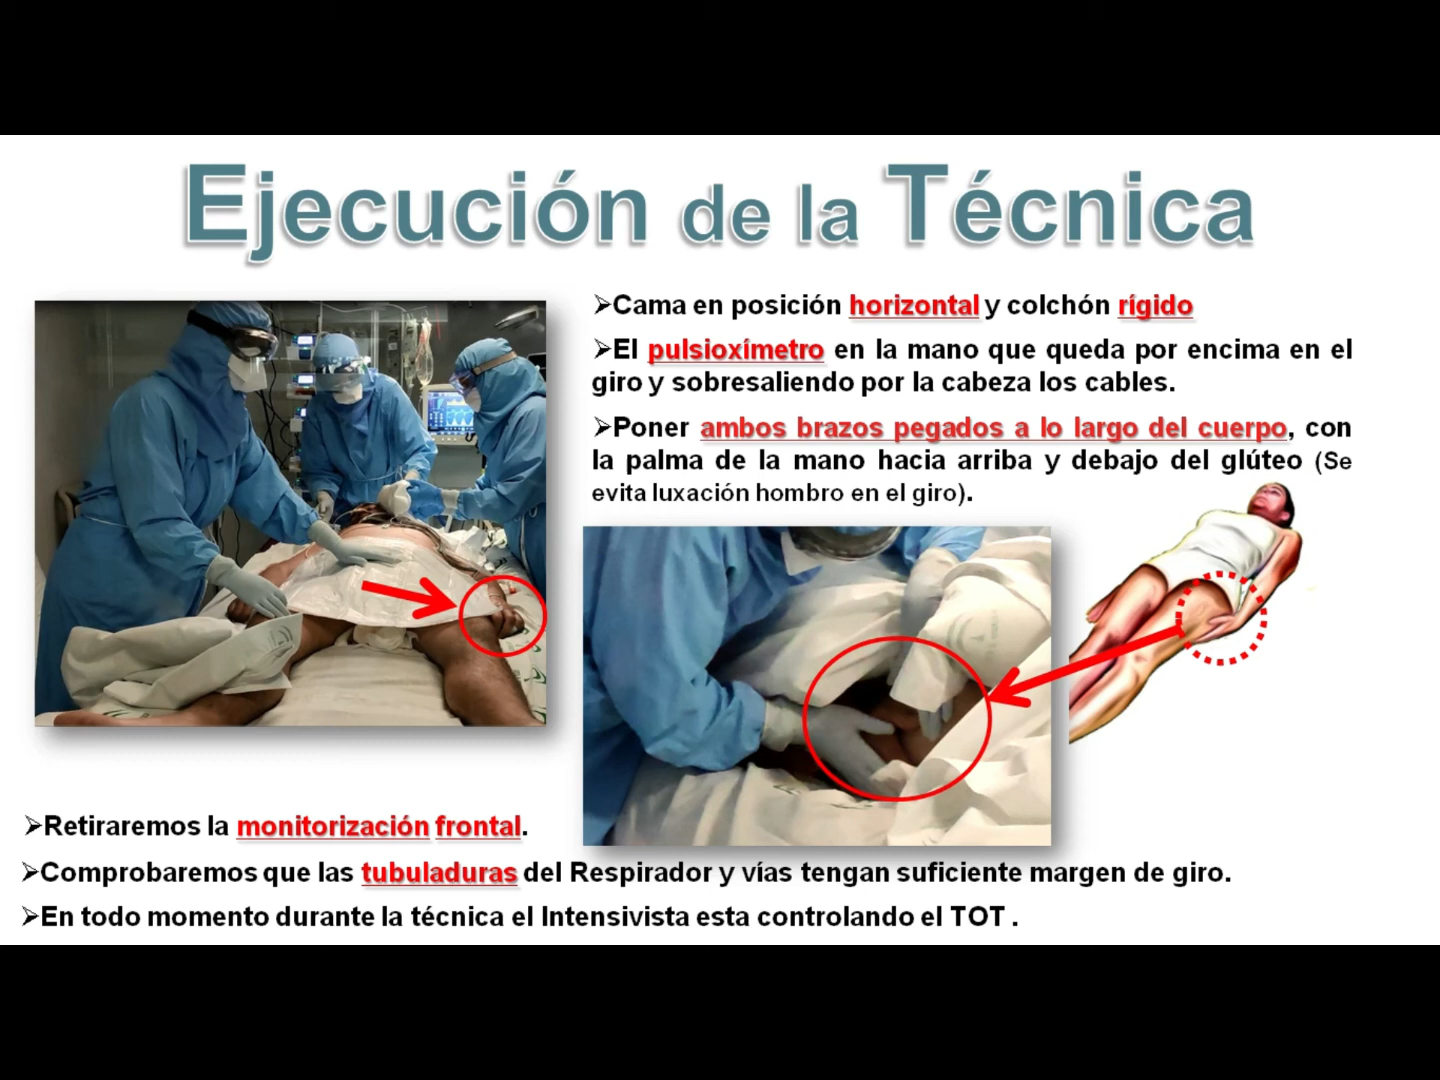 Ejecución de la Técnica
➢Cama en posición horizontal y colchón rígido
➢El pulsioxímetro en la mano que queda por encima en el
giro y sobresaliendo por la cabeza los cables.
➢Poner ambos brazos pegados a lo largo del cuerpo, con
la palma de la mano hacia arriba y debajo del glúteo (Se
evita luxación hombro en el giro).
➢Retiraremos la monitorización frontal.
➢Comprobaremos que las tubuladuras del Respirador y vías tengan suficiente margen de giro.
➢En todo momento durante la técnica el Intensivista esta controlando el TOT .